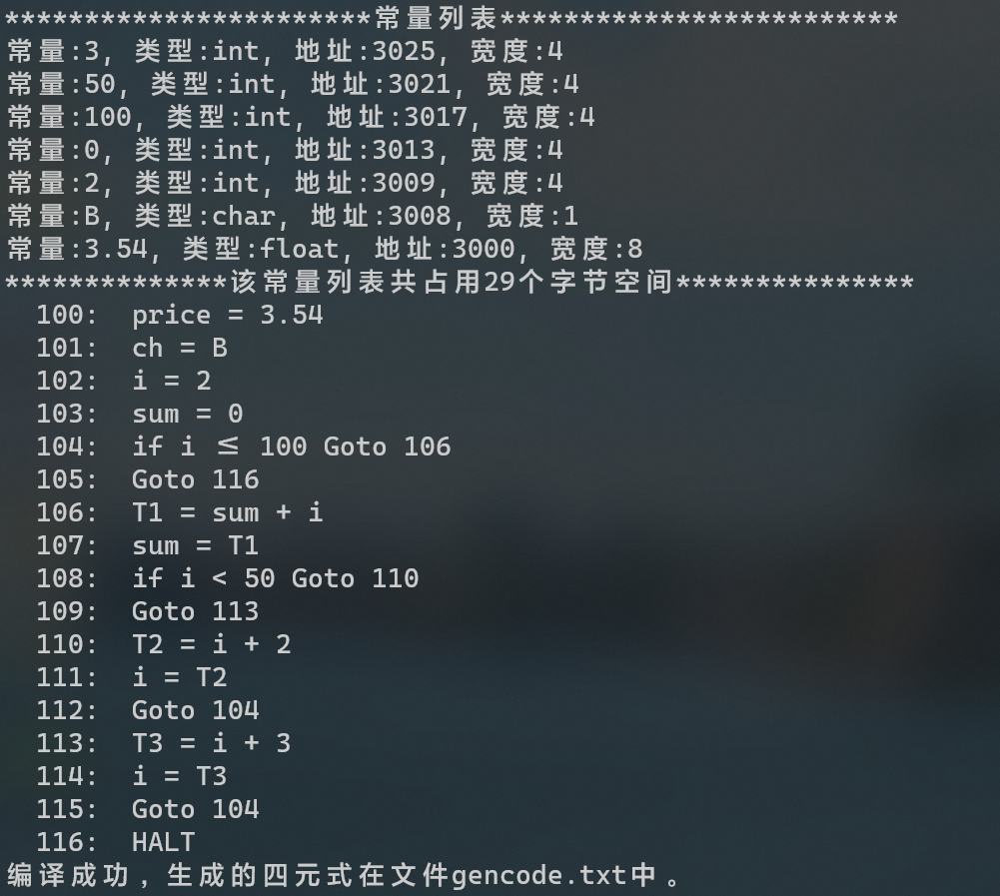 ***********************常量列表*************************
常量:3, 类型:int, 地址:3025, 宽度:4
常量:50, 类型:int, 地址:3021, 宽度:4
常量:100, 类型:int, 地址:3017, 宽度:4
常量:0, 类型:int, 地址:3013, 宽度:4
常量:2, 类型:int, 地址:3009, 宽度:4
常量:B, 类型:char, 地址:3008, 宽度:1
常量:3.54, 类型:float, 地址:3000, 宽度:8
**************该常量列表共占用29个字节空间***************
100: price = 3.54
101: ch = B
102: i = 2
103: sum = 0
104: if i ≤ 100 Goto 106
105: Goto 116
106: T1 = sum + i
107: sum = T1
108: if i < 50 Goto 110
109: Goto 113
110: T2 = i + 2
111: i = T2
112: Goto 104
113: T3 = i + 3
114: i = T3
115: Goto 104
116: HALT
编译成功，生成的四元式在文件gencode.txt中。